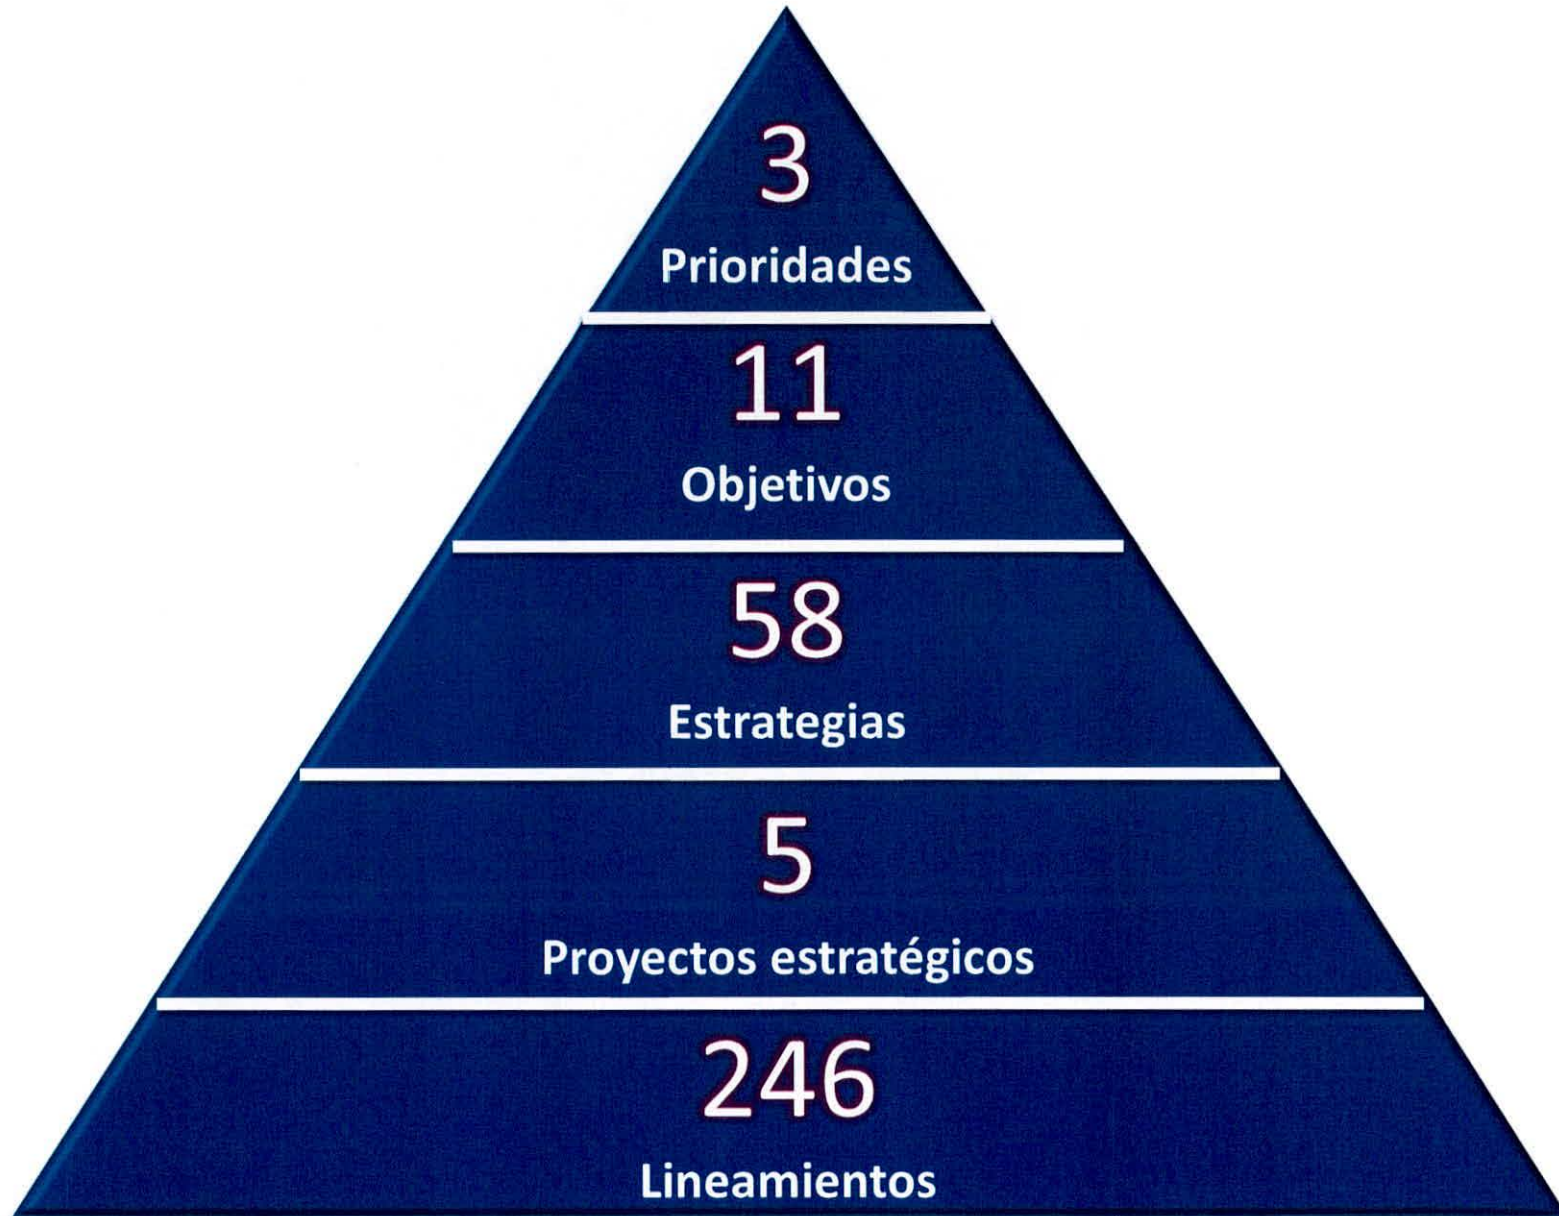 3
Prioridades
11
Objetivos
58
Estrategias
5
Proyectos estratégicos
246
Lineamientos